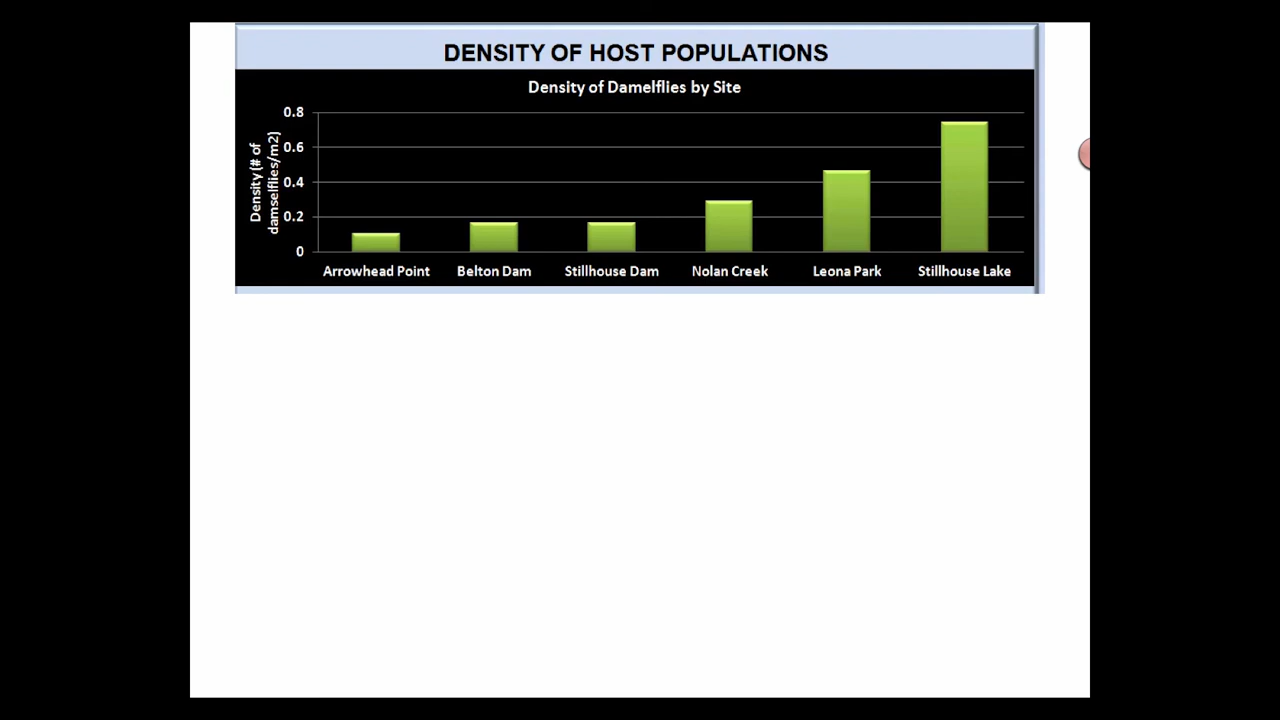 DENSITY OF HOST POPULATIONS
Density of Damelflies by Site
Density (# of
damselflies/m2)
0.8
0.6
0.4
0.2
0
Arrowhead Point Belton Dam Stillhouse Dam Nolan Creek Leona Park Stillhouse Lake